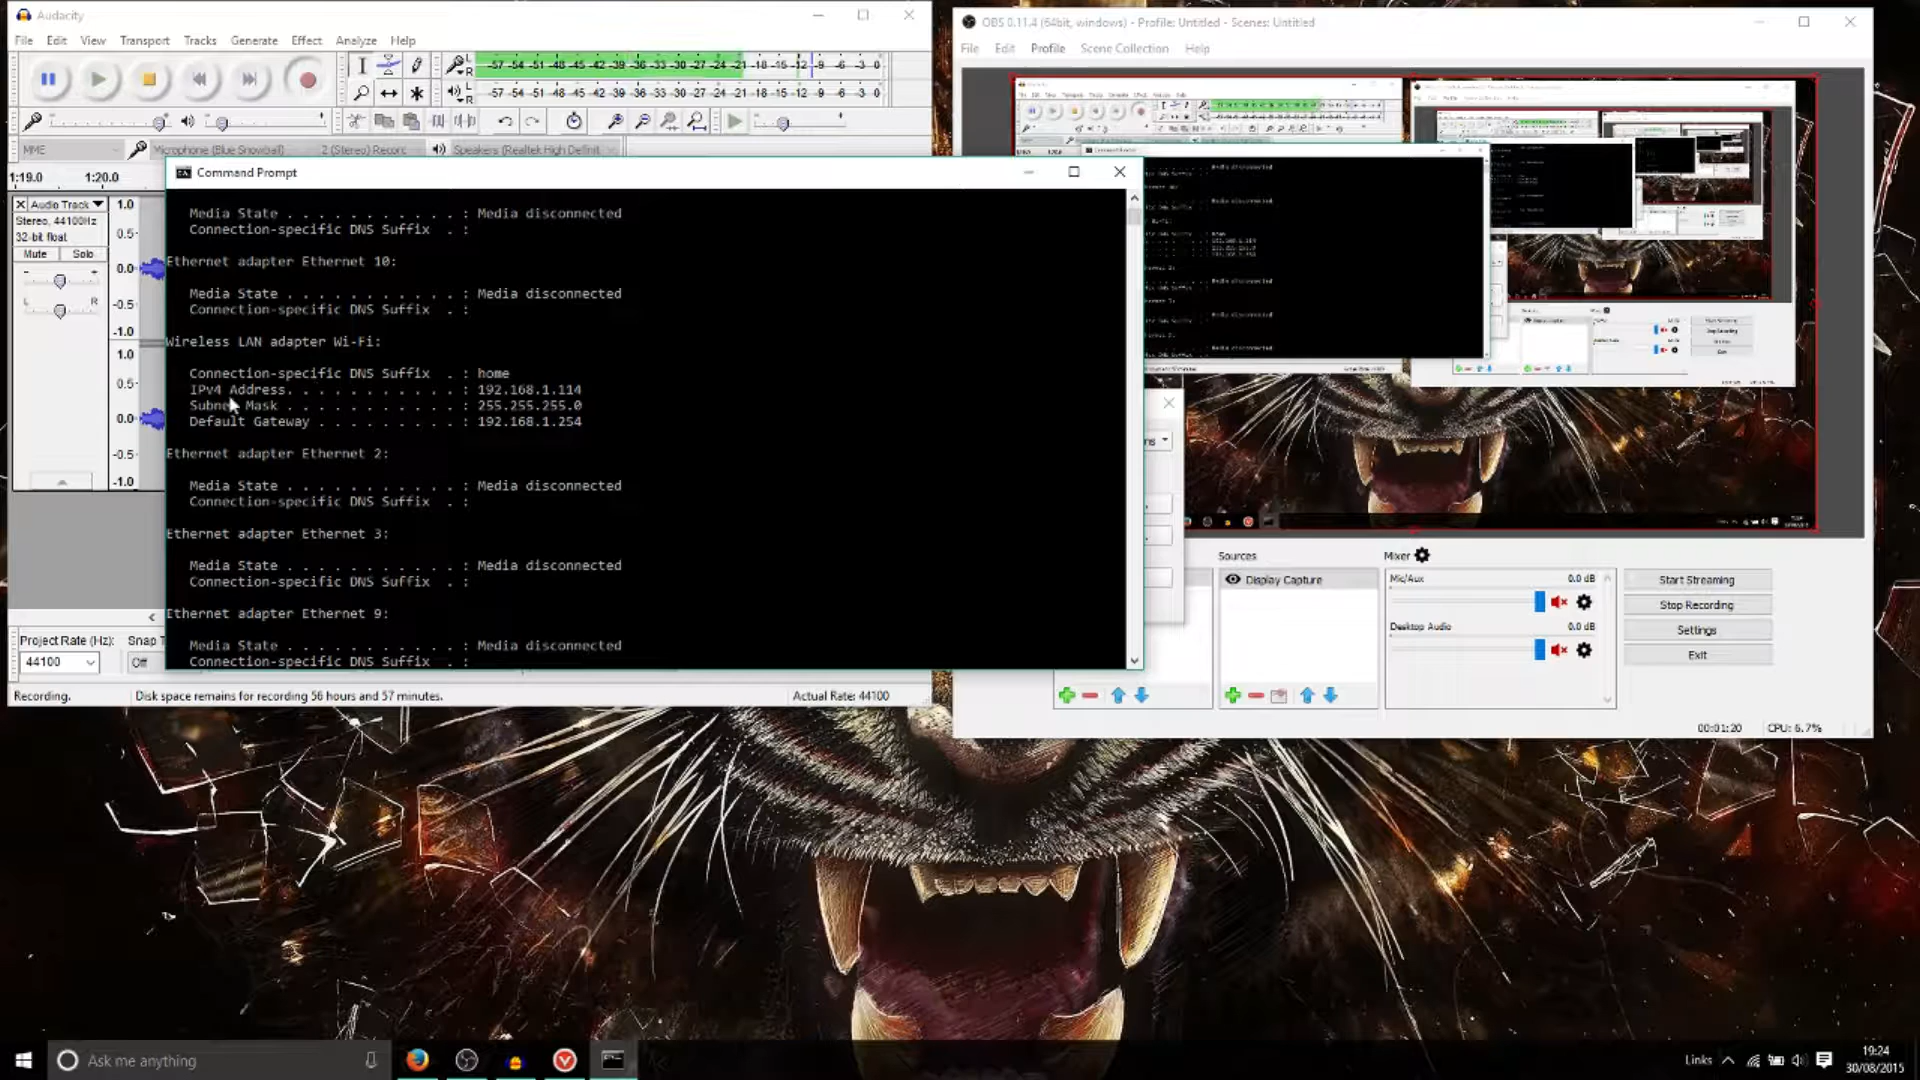 Audacity
File Edit View Transport Tracks Generate Effect Analyze Help
L
R
-57 -54 -51 -48 -45 -42 -39 -36 -33 -30 -27 -24 -21 -18 -15 -12 -9 -6 -3 0
L
R
-57 -54 -51 -48 -45 -42 -39 -36 -33 -30 -27 -24 -21 -18 -15 -12 -9 -6 -3 0
MME
Microphone (Blue Snowball)
2 (Stereo) Record
Speakers (Realtek High Definit
1:19.0 1:20.0
Audio Track
Stereo, 44100Hz
32-bit float
Mute Solo
L R
1.0
0.5
0.0
-0.5
-1.0
1.0
0.5
0.0
-0.5
-1.0
Project Rate (Hz): Snap T
44100
Off
Recording.
Disk space remains for recording 56 hours and 57 minutes.
Actual Rate: 44100
Command Prompt
Media State . . . . . . . . . . . : Media disconnected
Connection-specific DNS Suffix . :
Ethernet adapter Ethernet 10:
Media State . . . . . . . . . . . : Media disconnected
Connection-specific DNS Suffix . :
Wireless LAN adapter Wi-Fi:
Connection-specific DNS Suffix . : home
IPv4 Address. . . . . . . . . . . : 192.168.1.114
Subnet Mask . . . . . . . . . . . : 255.255.255.0
Default Gateway . . . . . . . . . : 192.168.1.254
Ethernet adapter Ethernet 2:
Media State . . . . . . . . . . . : Media disconnected
Connection-specific DNS Suffix . :
Ethernet adapter Ethernet 3:
Media State . . . . . . . . . . . : Media disconnected
Connection-specific DNS Suffix . :
Ethernet adapter Ethernet 9:
Media State . . . . . . . . . . . : Media disconnected
Connection-specific DNS Suffix . :
OBS 0.11.4 (64bit, windows) - Profile: Untitled - Scenes: Untitled
File Edit Profile Scene Collection Help
Sources
Display Capture
Mixer
Mic/Aux 0.0 dB
Desktop Audio 0.0 dB
Start Streaming
Stop Recording
Settings
Exit
00:01:20
CPU: 6.7%
Ask me anything
Links
19:24
30/08/2015